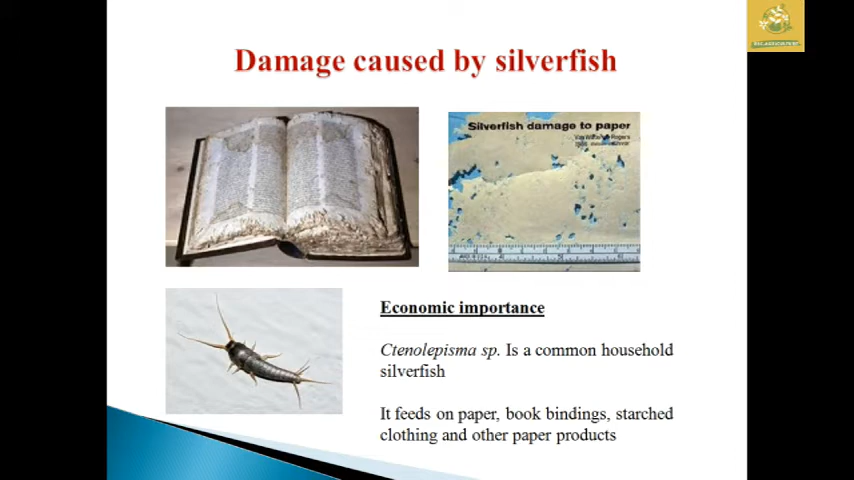 Damage caused by silverfish
Silverfish damage to paper
Economic importance
Ctenolepisma sp. Is a common household
silverfish
It feeds on paper, book bindings, starched
clothing and other paper products